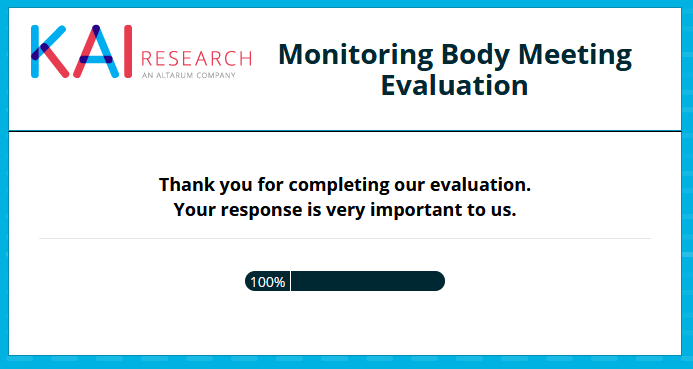 KAI RESEARCH
AN ALTARUM COMPANY
Monitoring Body Meeting
Evaluation
Thank you for completing our evaluation.
Your response is very important to us.
100%